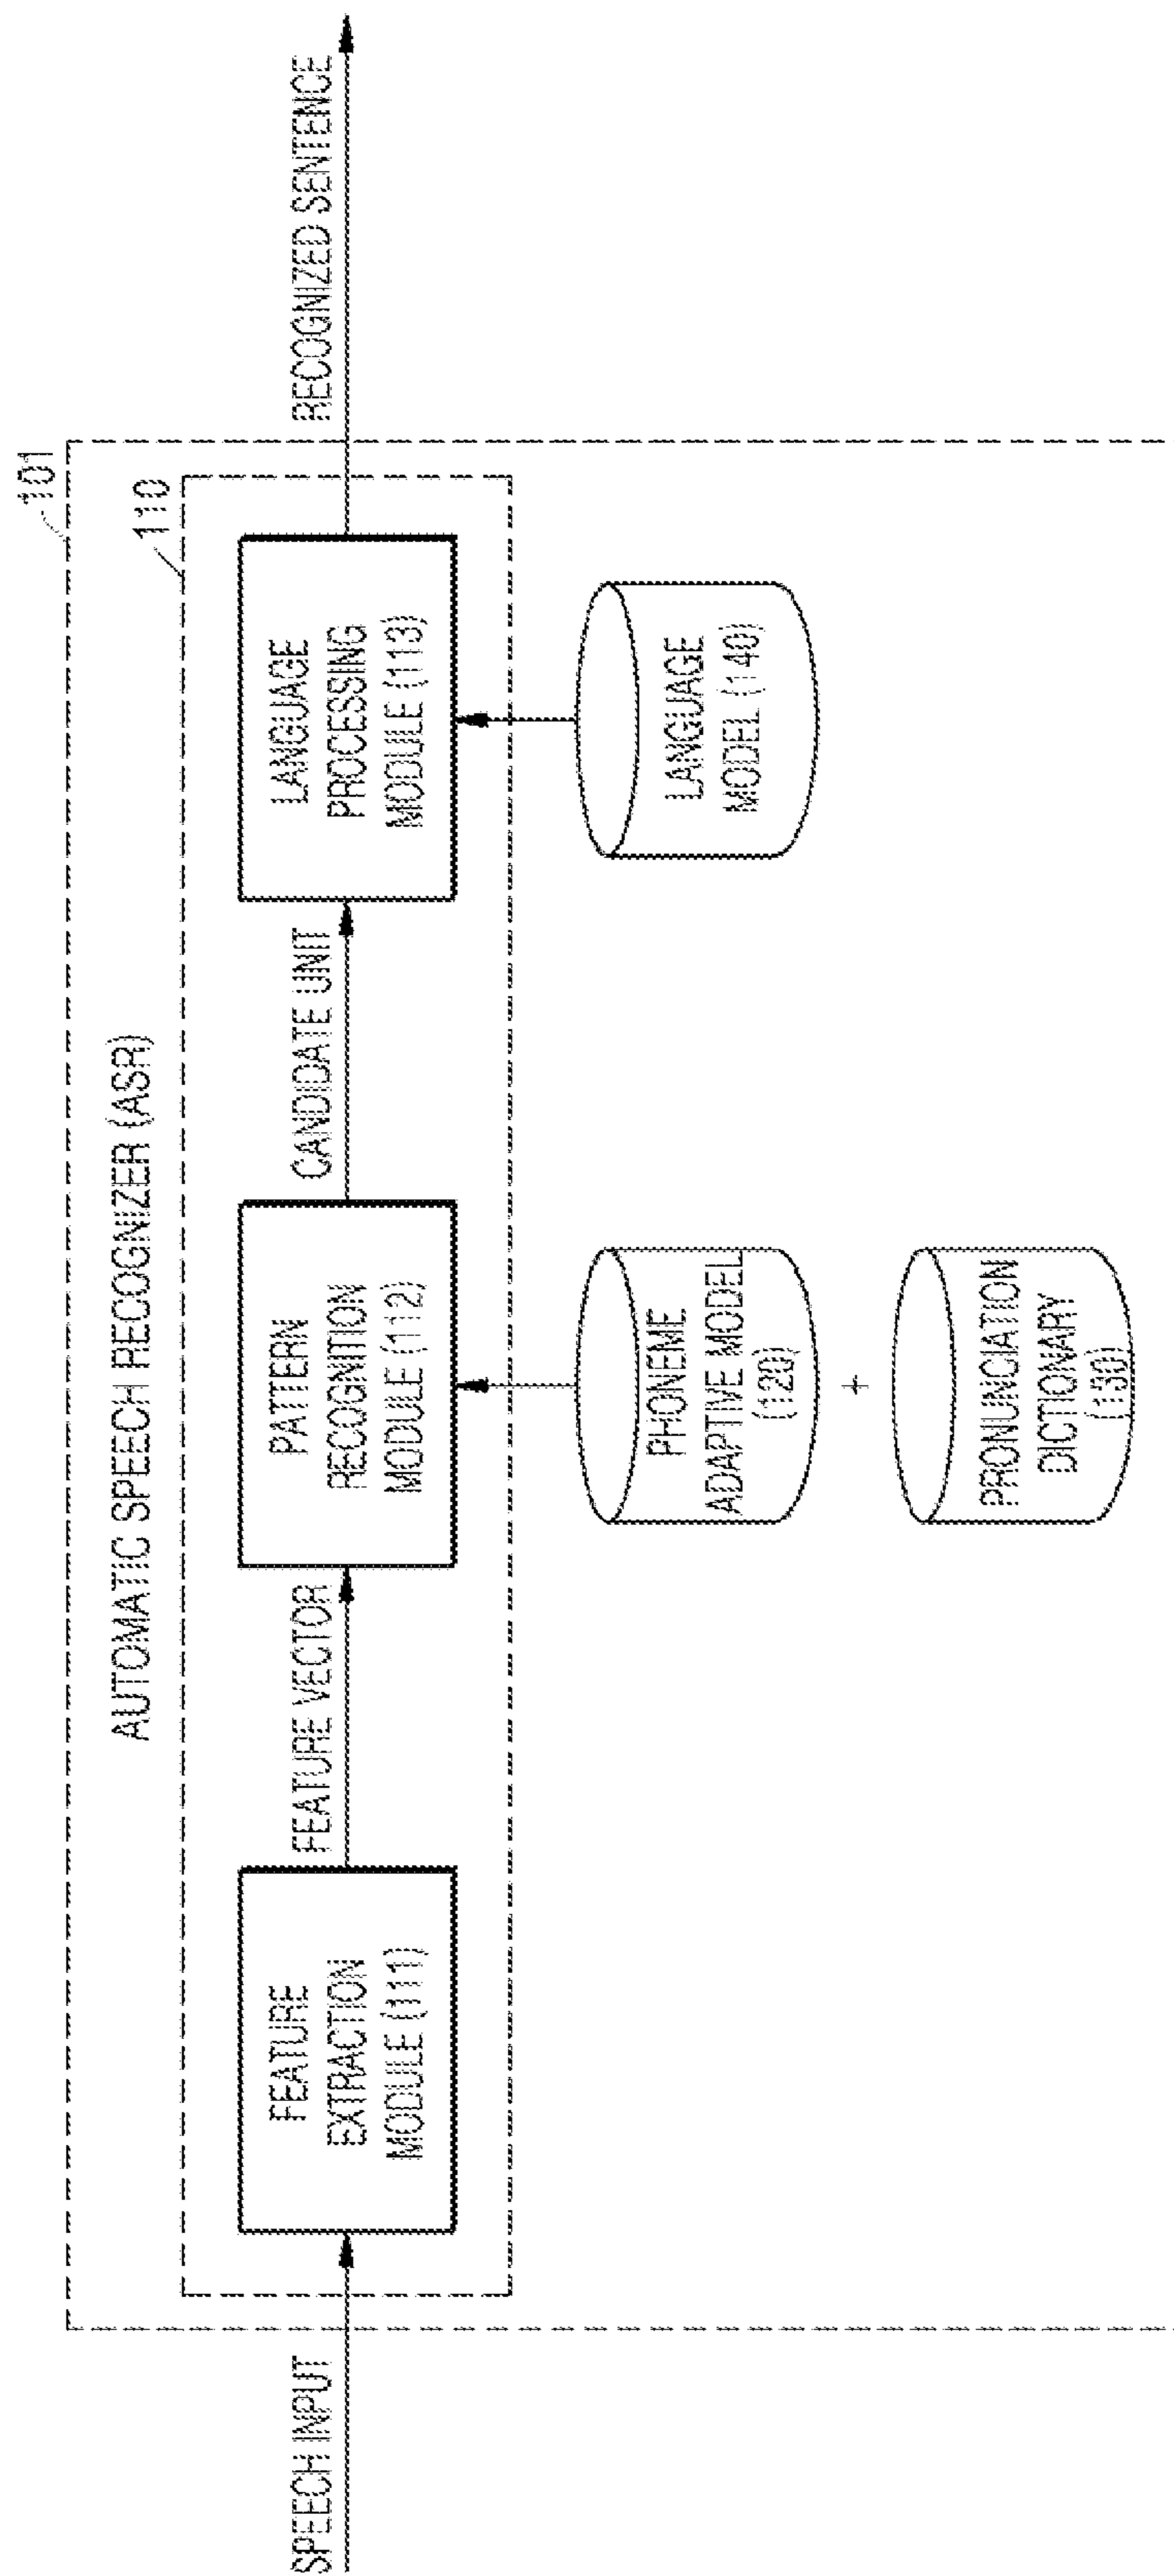 101
AUTOMATIC SPEECH RECOGNIZER (ASR)
110
SPEECH INPUT
FEATURE
EXTRACTION
MODULE (111)
FEATURE VECTOR
PATTERN
RECOGNITION
MODULE (112)
CANDIDATE UNIT
LANGUAGE
PROCESSING
MODULE (113)
RECOGNIZED SENTENCE
PHONEME
ADAPTIVE MODEL
(120)
+
PRONUNCIATION
DICTIONARY
(130)
LANGUAGE
MODEL (140)